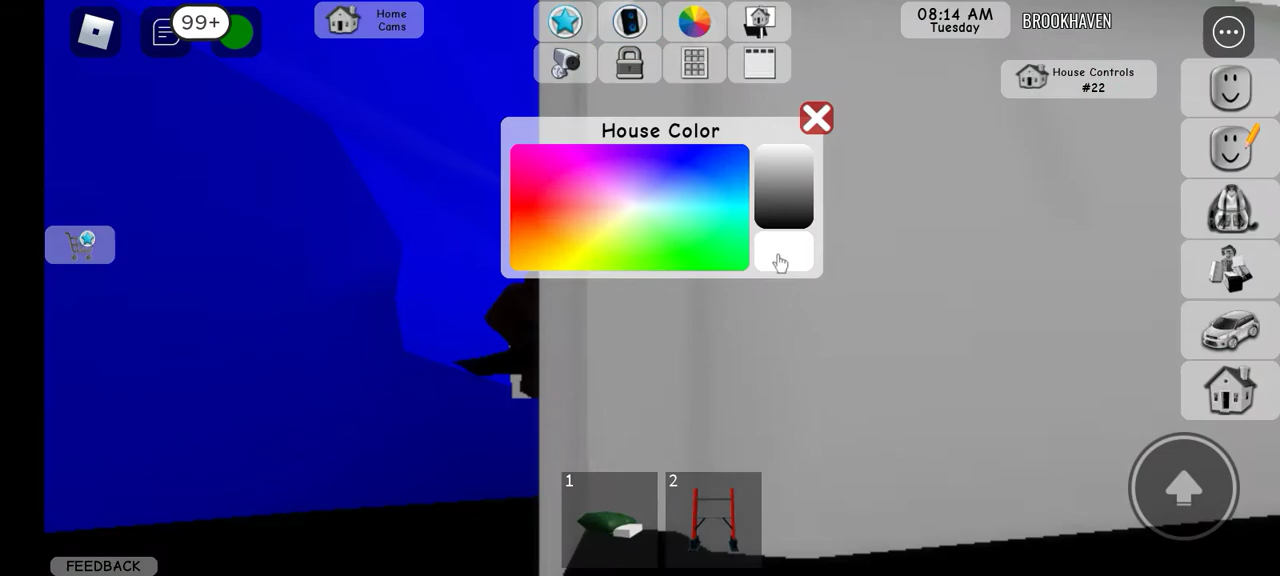 99+
Home
Cams
08:14 AM
Tuesday
BROOKHAVEN
House Controls
#22
House Color
1
2
FEEDBACK